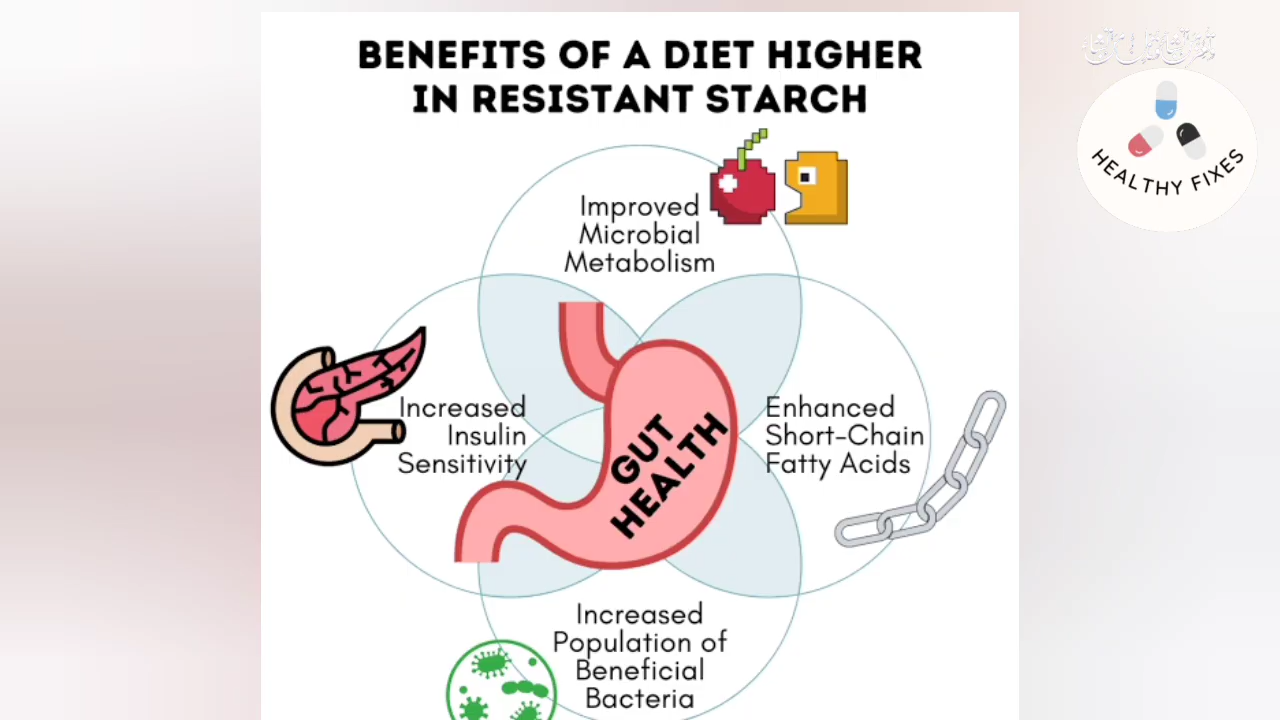 BENEFITS OF A DIET HIGHER
IN RESISTANT STARCH
Improved
Microbial
Metabolism
Increased
Insulin
Sensitivity
Enhanced
Short-Chain
Fatty Acids
GUT
HEALTH
Increased
Population of
Beneficial
Bacteria
HEALTHY FIXES